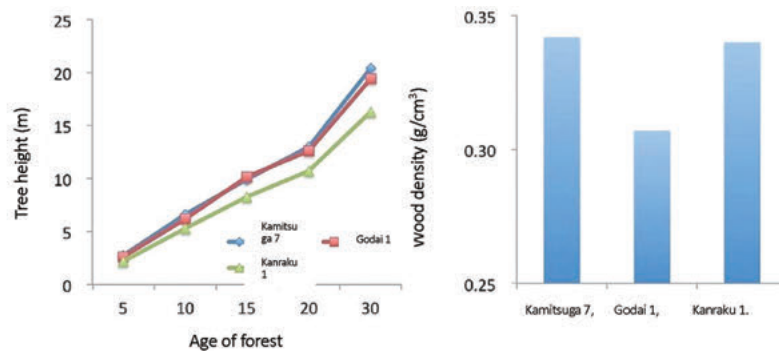 25
20
15
10
5
0
Tree height (m)
Kamitsu
ga 7
Godai 1
Kanraku
1
5 10 15 20 30
Age of forest
0.35
0.30
0.25
wood density (g/cm³)
Kamitsuga 7, Godai 1, Kanraku 1.